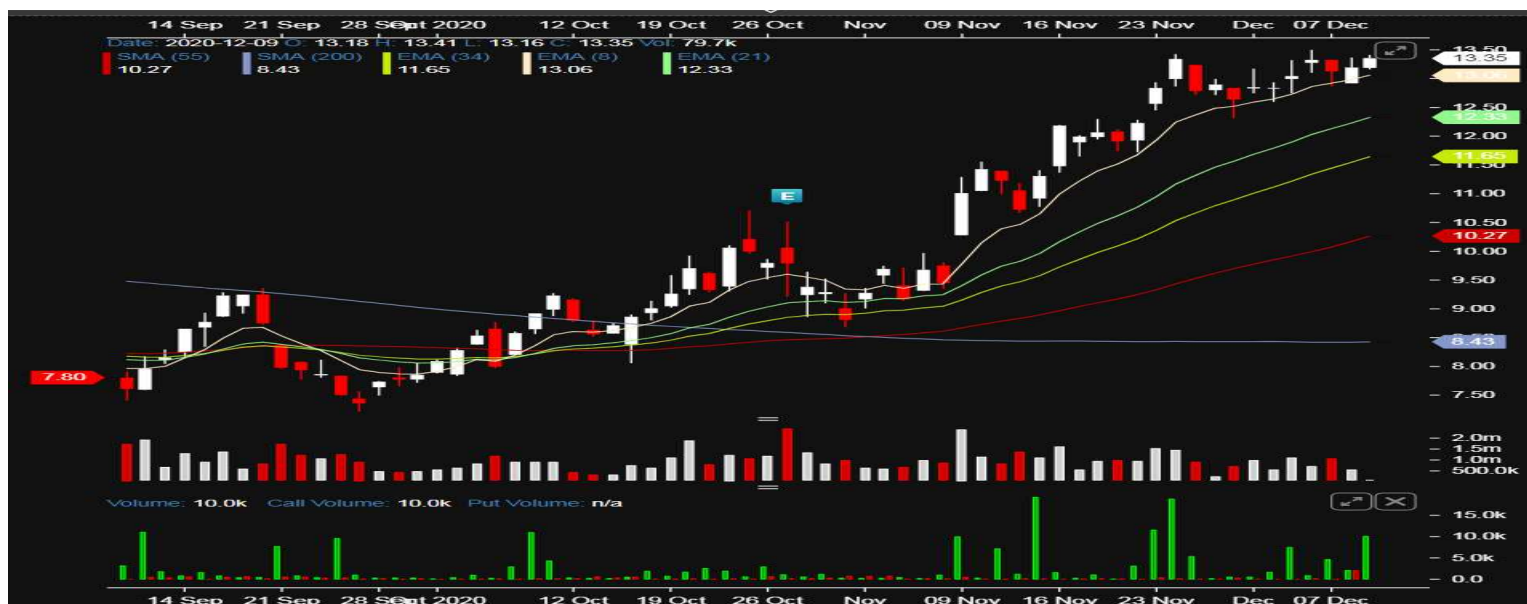 14 Sep 21 Sep 28 Sep Oct 2020 12 Oct 19 Oct 26 Oct Nov 09 Nov 16 Nov 23 Nov Dec 07 Dec
Date: 2020-12-09 O: 13.18 H: 13.41 L: 13.16 C: 13.35 Vol: 79.7k
SMA (55) SMA (200) EMA (34) EMA (8) EMA (21)
10.27 8.43 11.65 13.06 12.33
13.50
13.35
13.06
12.50
12.33
12.00
11.65
11.50
11.00
E
10.50
10.27
10.00
9.50
9.00
8.50
8.43
8.00
7.80
7.50
2.0m
1.5m
1.0m
500.0k
Volume: 10.0k Call Volume: 10.0k Put Volume: n/a
15.0k
10.0k
5.0k
0.0
14 Sep 21 Sep 28 Sep Oct 2020 12 Oct 19 Oct 26 Oct Nov 09 Nov 16 Nov 23 Nov Dec 07 Dec